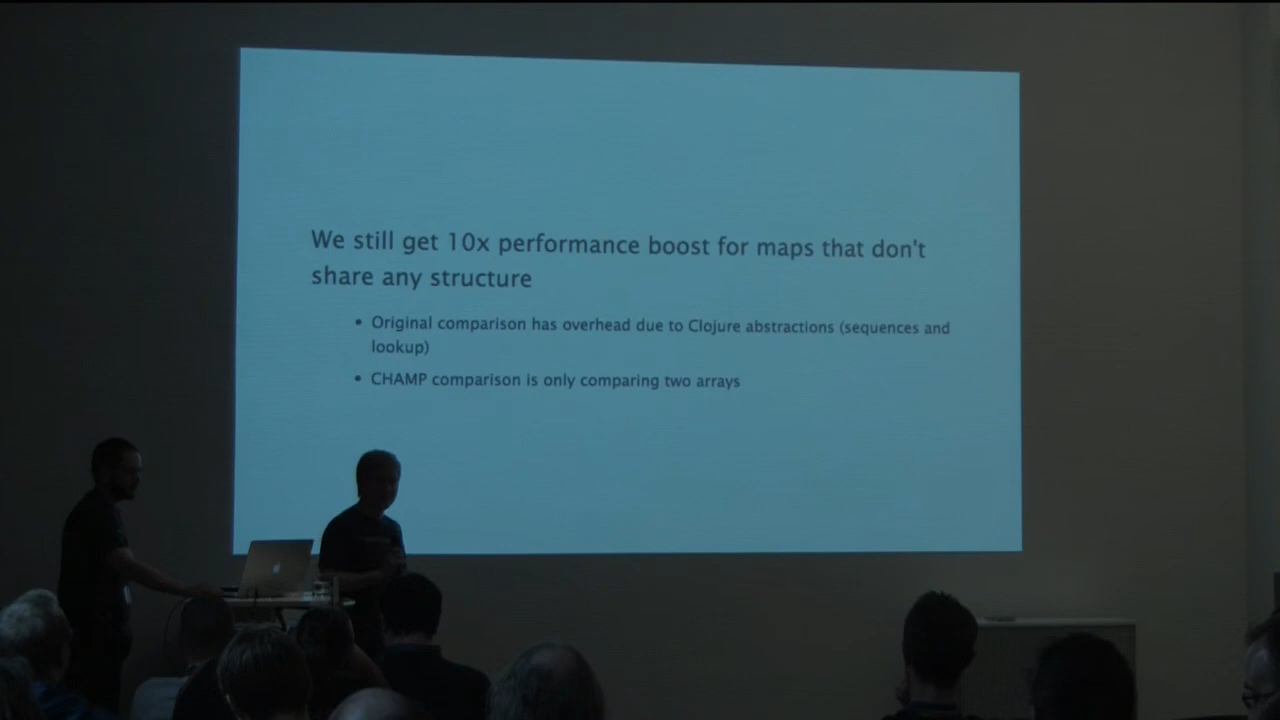 We still get 10x performance boost for maps that don't
share any structure
• Original comparison has overhead due to Clojure abstractions (sequences and
lookup)
• CHAMP comparison is only comparing two arrays